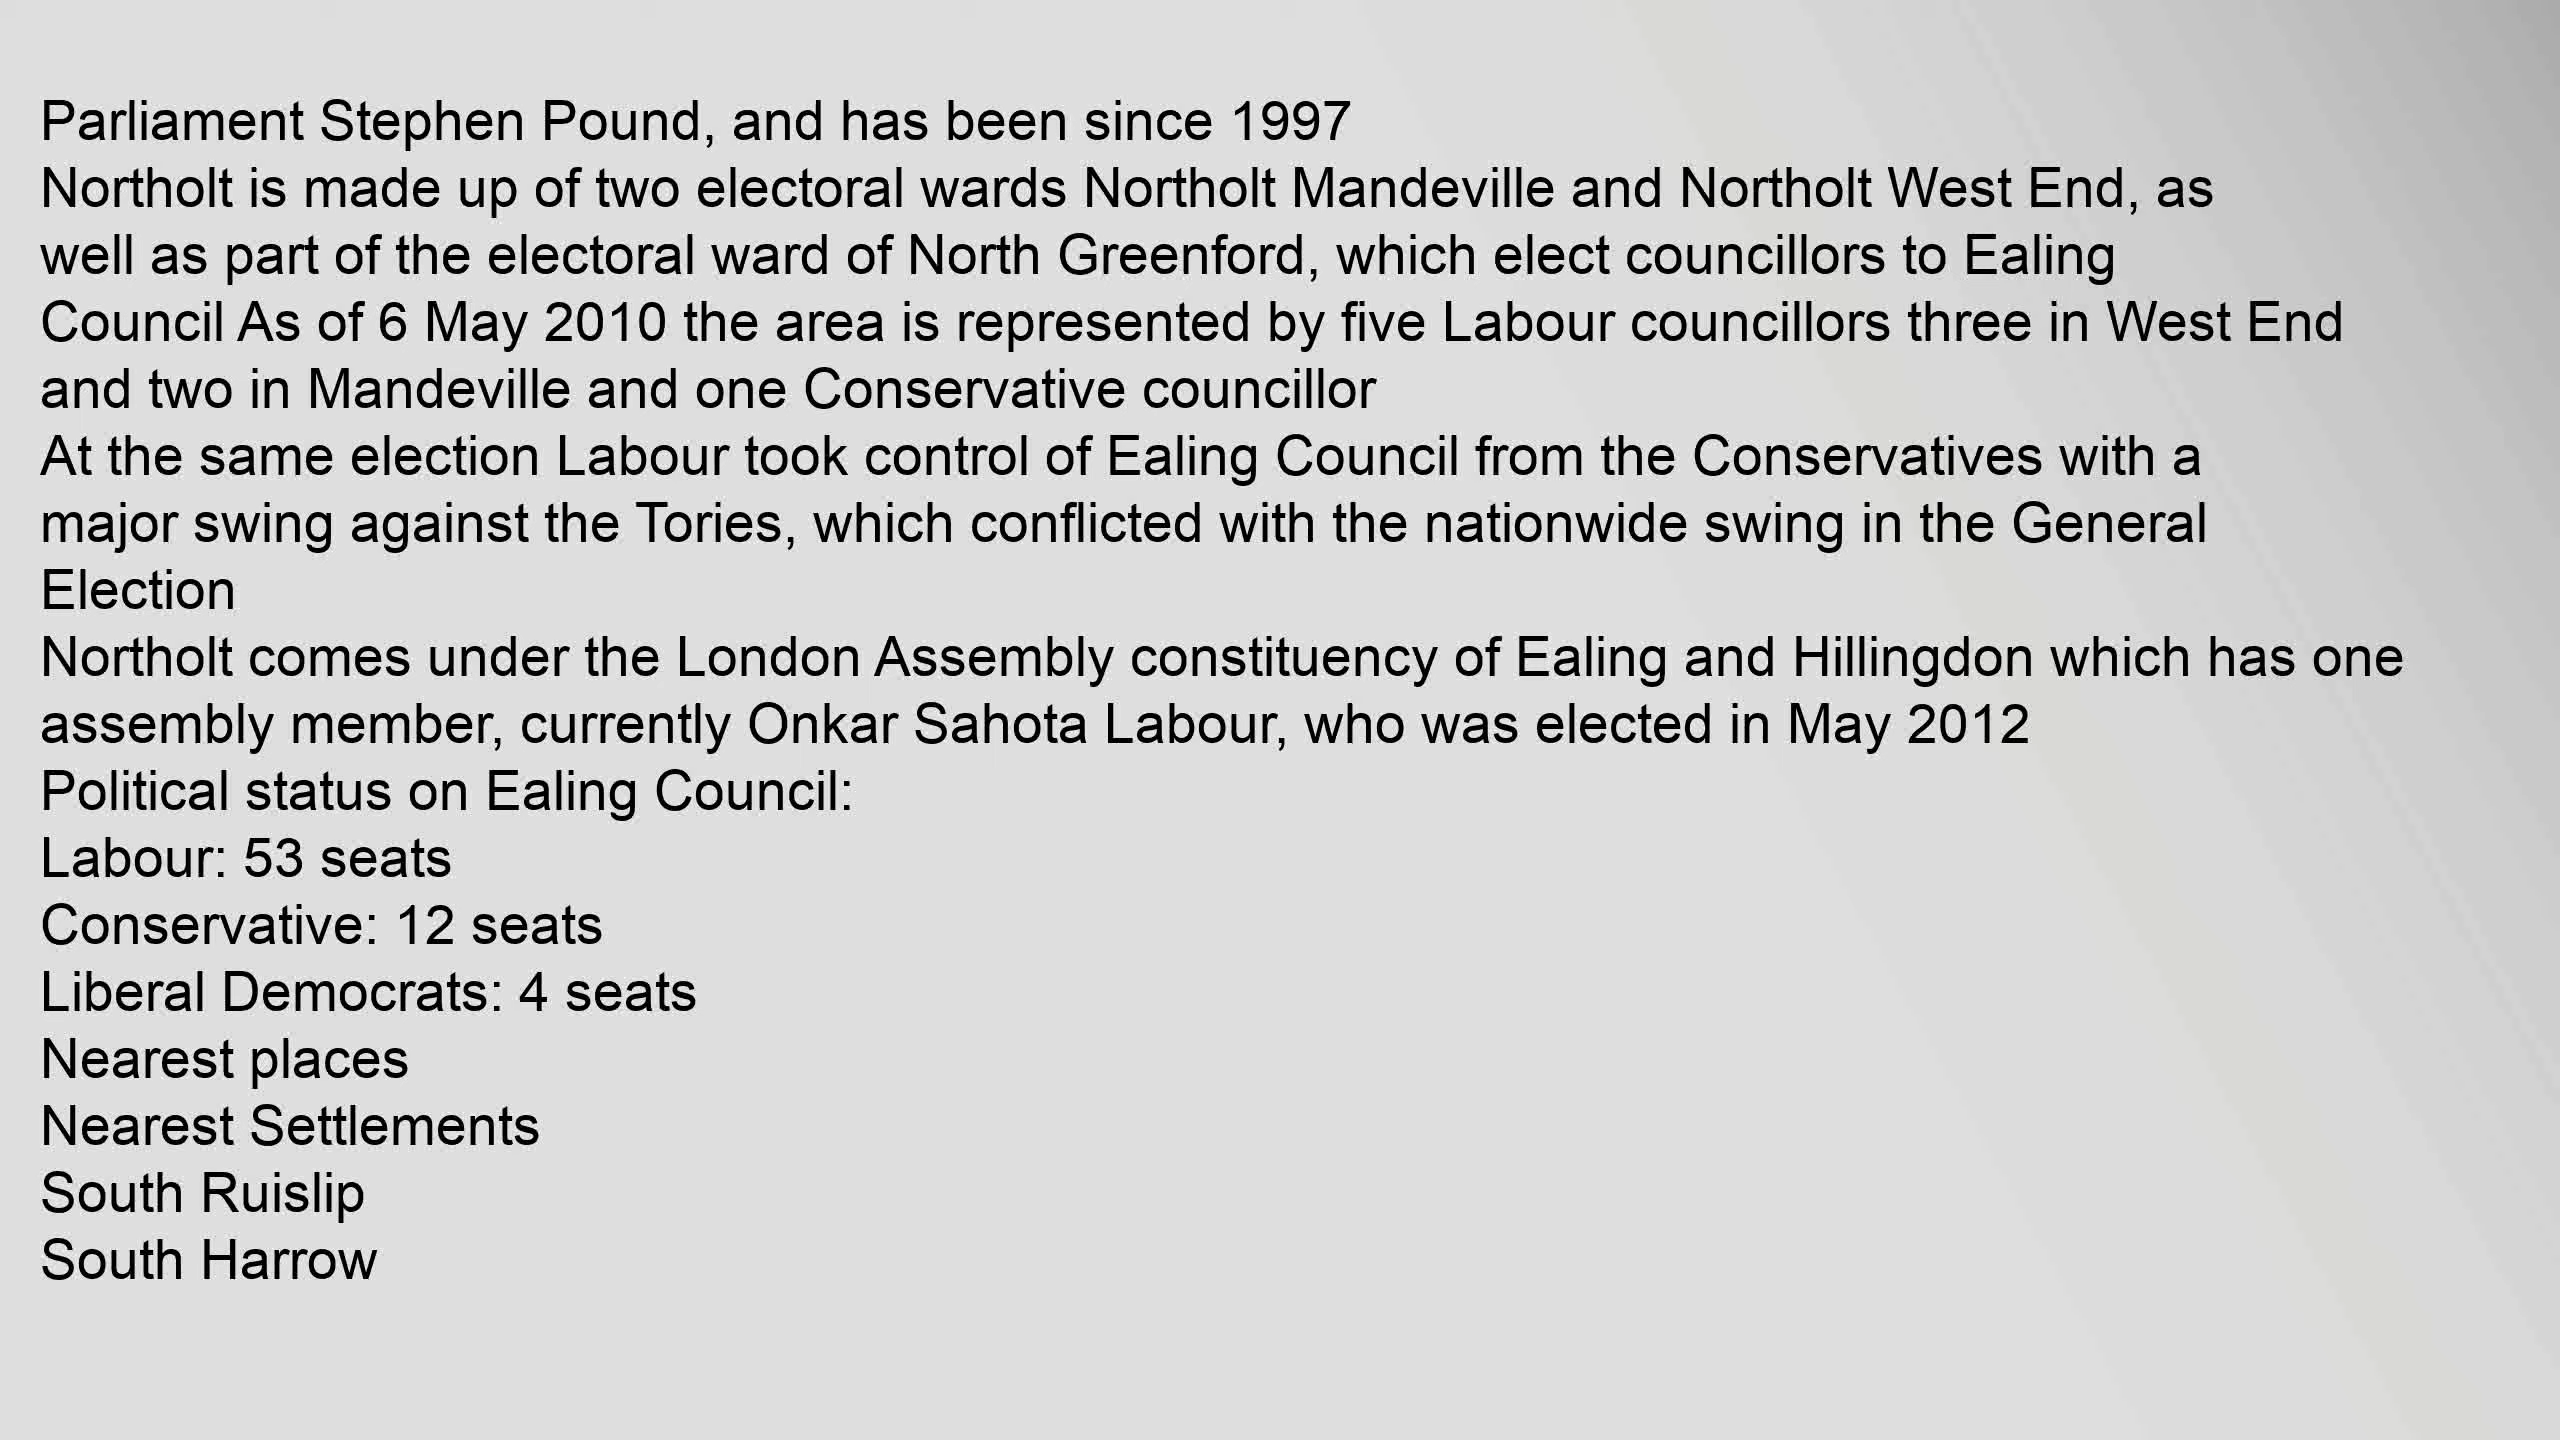 Parliament Stephen Pound, and has been since 1997
Northolt is made up of two electoral wards Northolt Mandeville and Northolt West End, as
well as part of the electoral ward of North Greenford, which elect councillors to Ealing
Council As of 6 May 2010 the area is represented by five Labour councillors three in West End
and two in Mandeville and one Conservative councillor
At the same election Labour took control of Ealing Council from the Conservatives with a
major swing against the Tories, which conflicted with the nationwide swing in the General
Election
Northolt comes under the London Assembly constituency of Ealing and Hillingdon which has one
assembly member, currently Onkar Sahota Labour, who was elected in May 2012
Political status on Ealing Council:
Labour: 53 seats
Conservative: 12 seats
Liberal Democrats: 4 seats
Nearest places
Nearest Settlements
South Ruislip
South Harrow